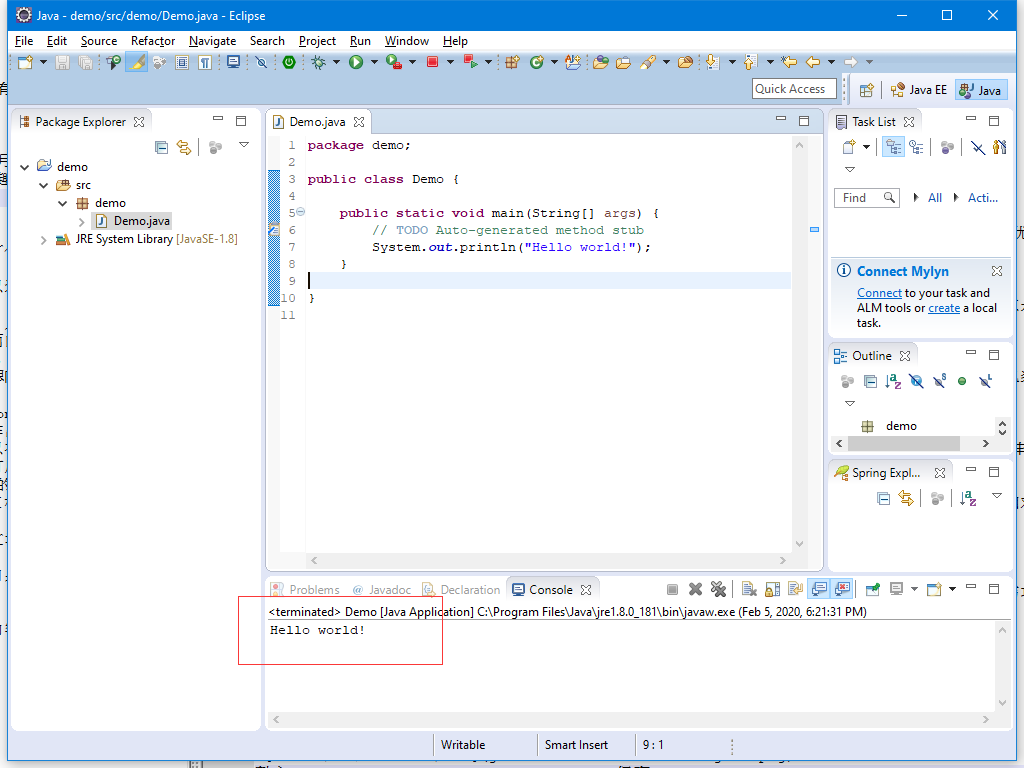 Java - demo/src/demo/Demo.java - Eclipse
File Edit Source Refactor Navigate Search Project Run Window Help
Quick Access
Java EE
Java
Package Explorer
demo
src
demo
Demo.java
JRE System Library [JavaSE-1.8]
Demo.java
1 package demo;
2
3 public class Demo {
4
5 public static void main(String[] args) {
6 // TODO Auto-generated method stub
7 System.out.println("Hello world!");
8 }
9
10 }
11
Task List
Find
All
Acti...
Connect Mylyn
Connect to your task and
ALM tools or create a local
task.
Outline
demo
Spring Expl...
Problems @ Javadoc Declaration Console
<terminated> Demo [Java Application] C:\Program Files\Java\jre1.8.0_181\bin\javaw.exe (Feb 5, 2020, 6:21:31 PM)
Hello world!
Writable Smart Insert 9 : 1